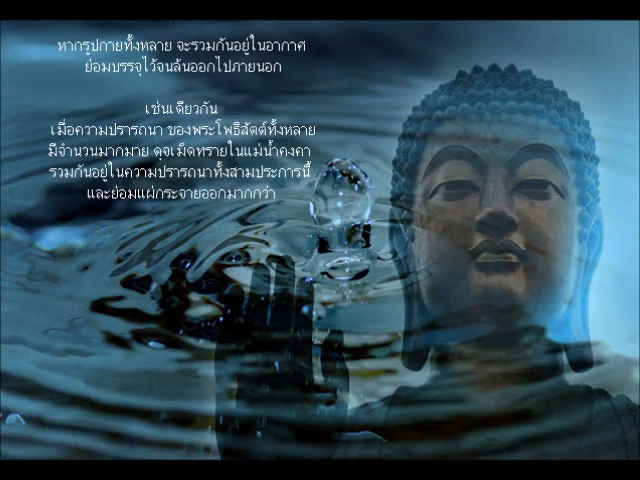 หากรูปกายทั้งหลาย จะรวมกันอยู่ในอากาศ
ย่อมบรรจุไว้จนล้นออกไปภายนอก
เช่นเดียวกัน
เมื่อความปรารถนา ของพระโพธิสัตต์ทั้งหลาย
มีจำนวนมากมาย ดุจเม็ดทรายในแม่น้ำคงคา
รวมกันอยู่ในความปรารถนาทั้งสามประการนี้
และย่อมแผ่กระจายออกมากกว่า